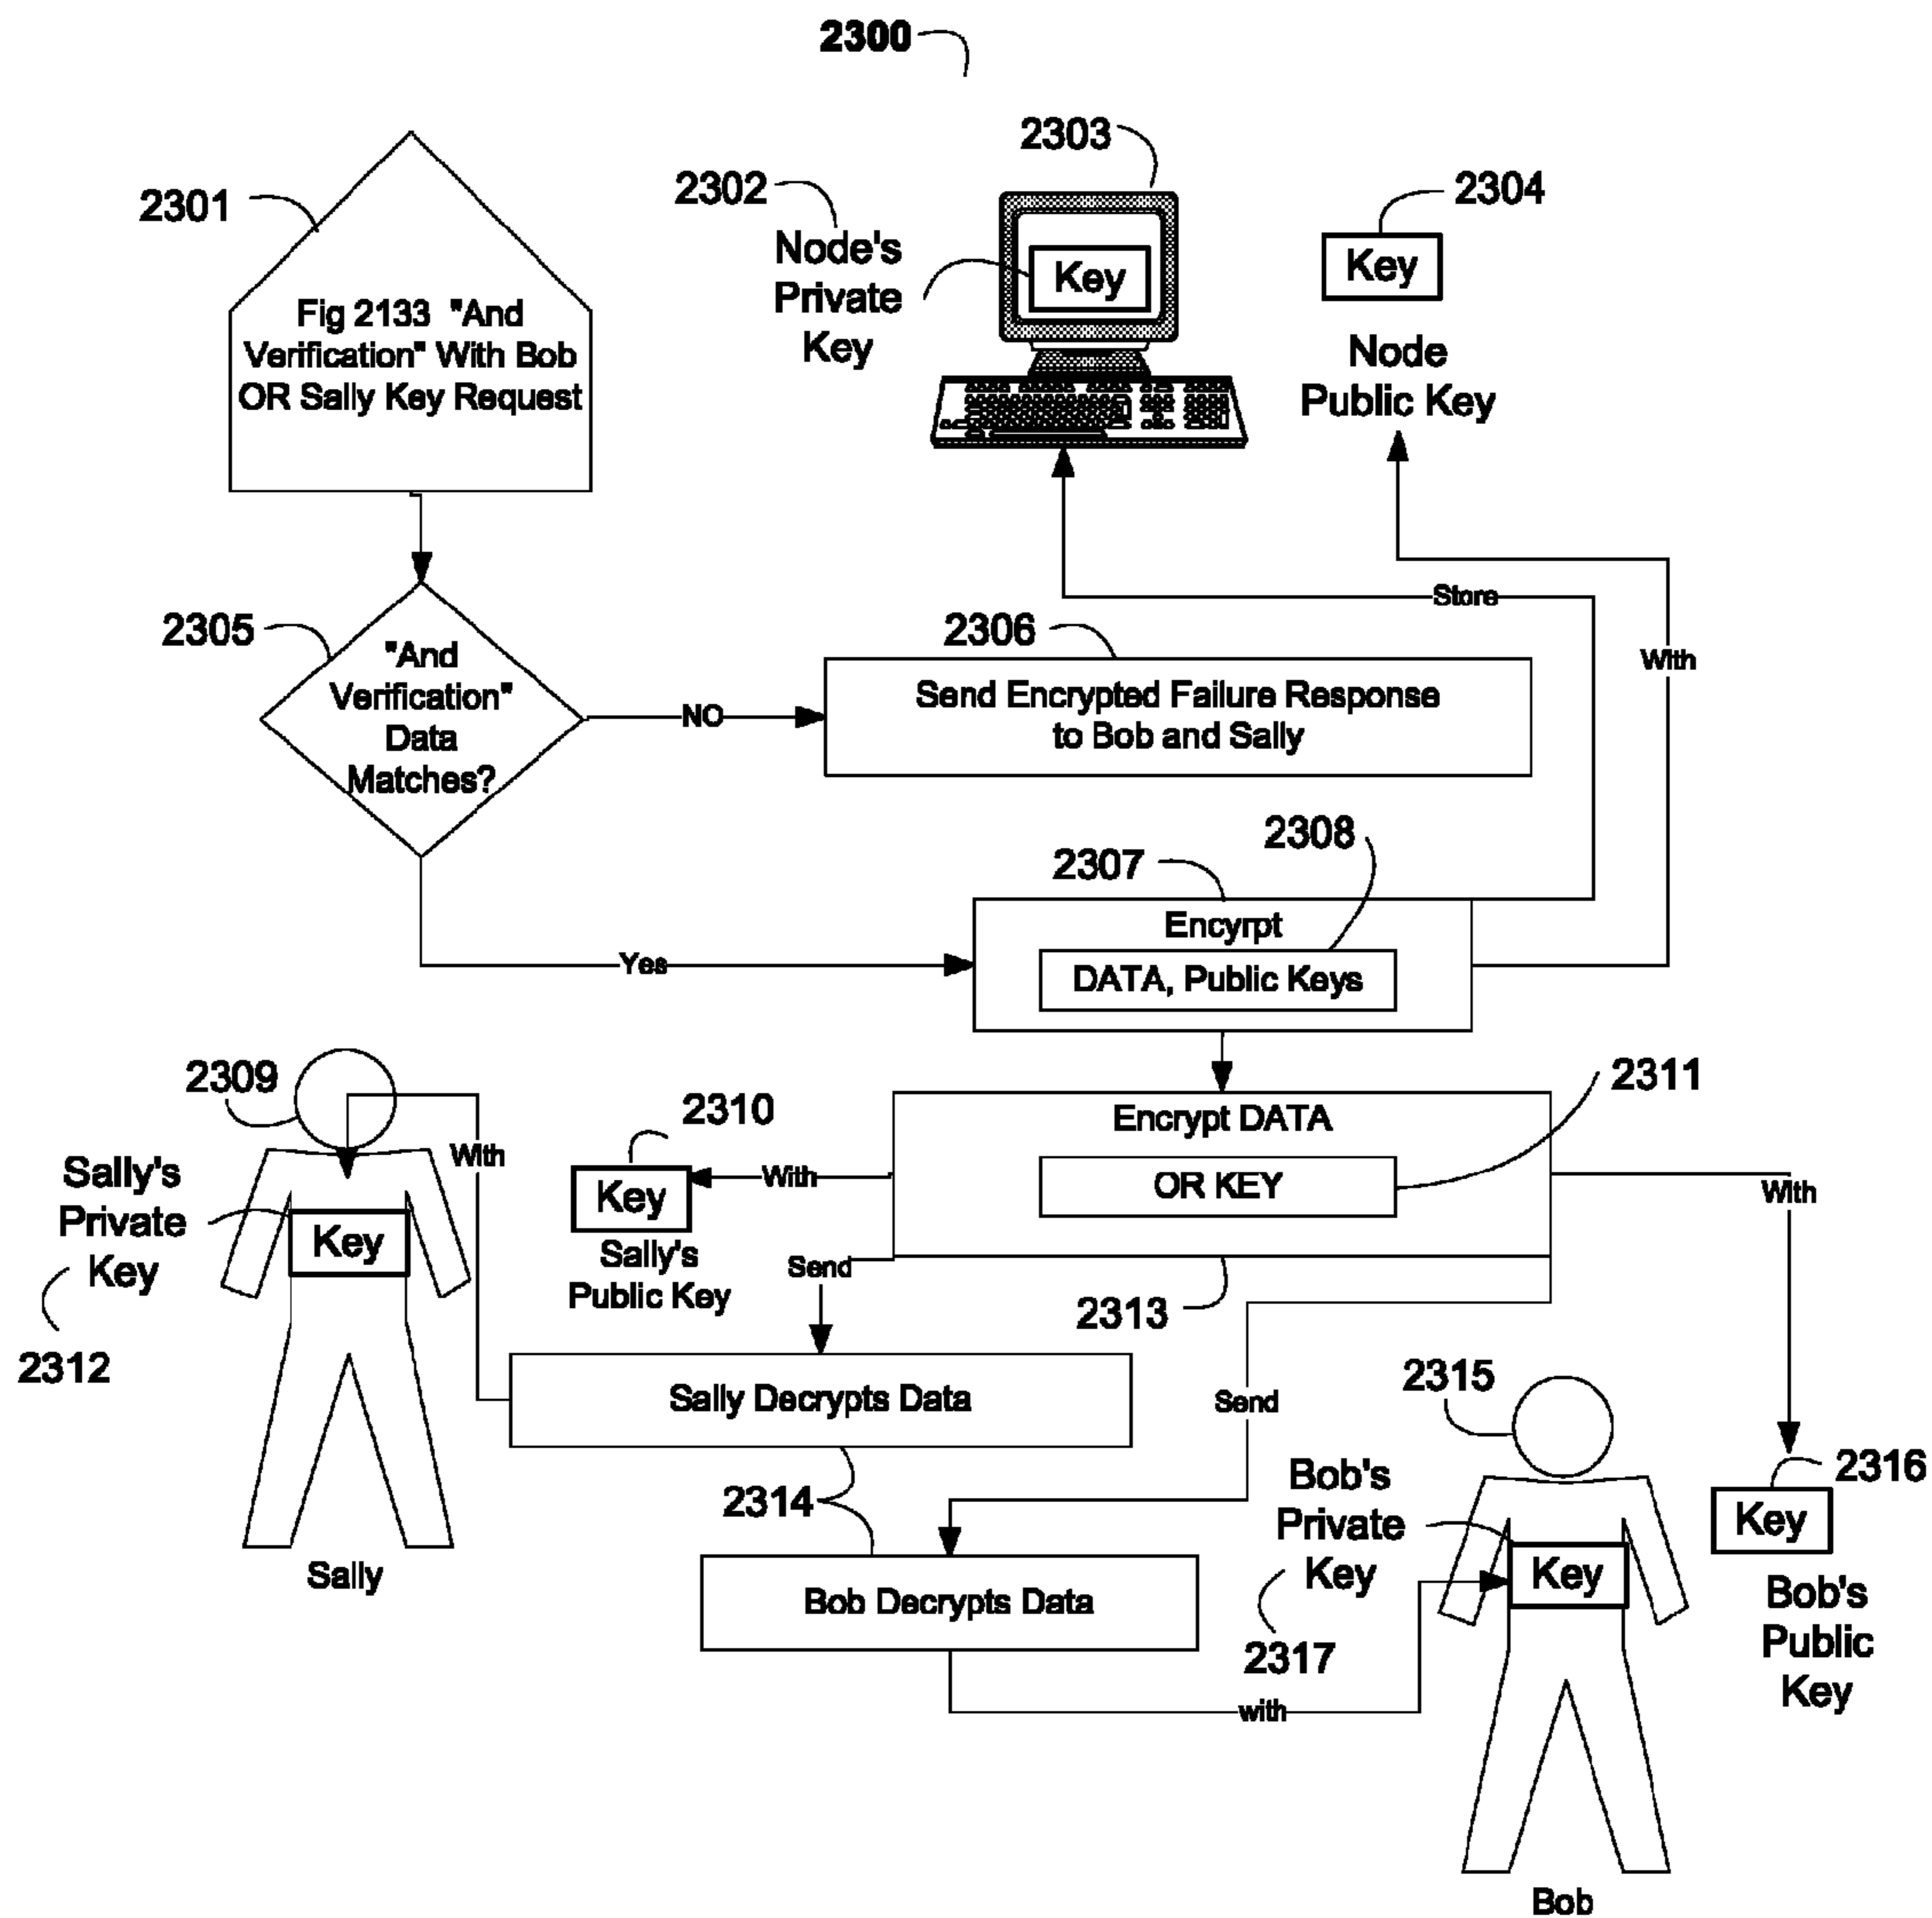 2300
2303
2302
2304
2301
Node's
Private
Key
Key
Key
Node
Public Key
Fig 2133 "And
Verification" With Bob
OR Sally Key Request
Store
With
2305
"And
Verification"
Data
Matches?
NO
2306
Send Encrypted Failure Response
to Bob and Sally
2308
2307
Encyrpt
DATA, Public Keys
Yes
2309
With
Sally's
Private
Key
Key
2312
Sally
2310
Key
Sally's
Public Key
With
2311
Encrypt DATA
OR KEY
With
Send
2313
Sally Decrypts Data
Send
2314
Bob Decrypts Data
with
2315
Bob's
Private
Key
Key
2317
2316
Key
Bob's
Public
Key
Bob